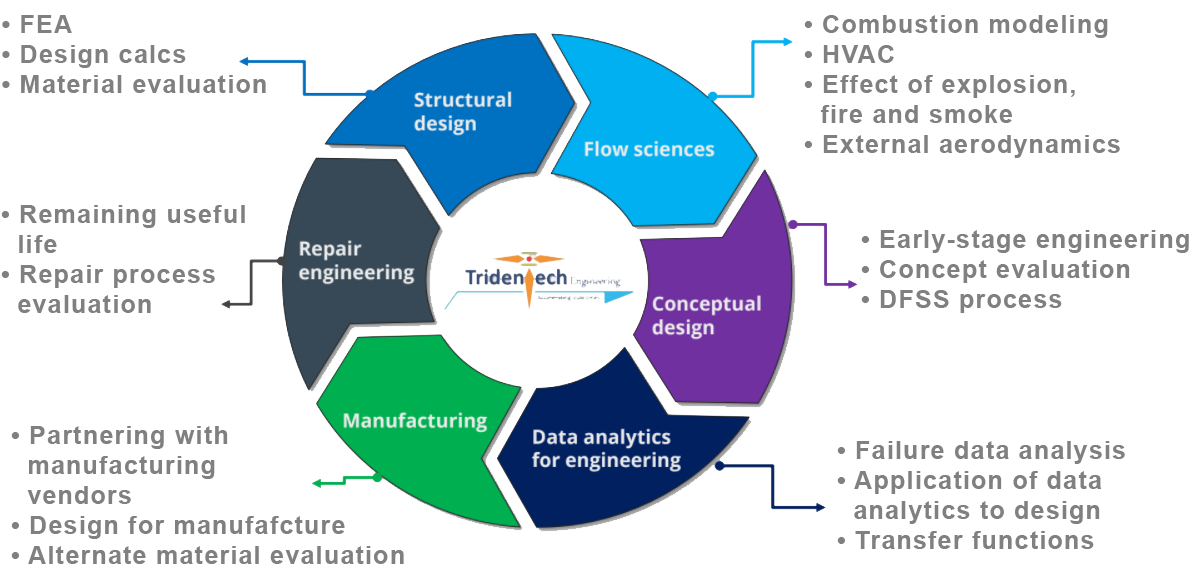 • FEA
• Design calcs
• Material evaluation
Structural
design
• Combustion modeling
• HVAC
• Effect of explosion,
fire and smoke
• External aerodynamics
Flow sciences
• Remaining useful
life
• Repair process
evaluation
Repair
engineering
TridenTech Engineering
Conceptual
design
• Early-stage engineering
• Concept evaluation
• DFSS process
Manufacturing
• Partnering with
manufacturing
vendors
• Design for manufafcture
• Alternate material evaluation
Data analytics
for engineering
• Failure data analysis
• Application of data
analytics to design
• Transfer functions